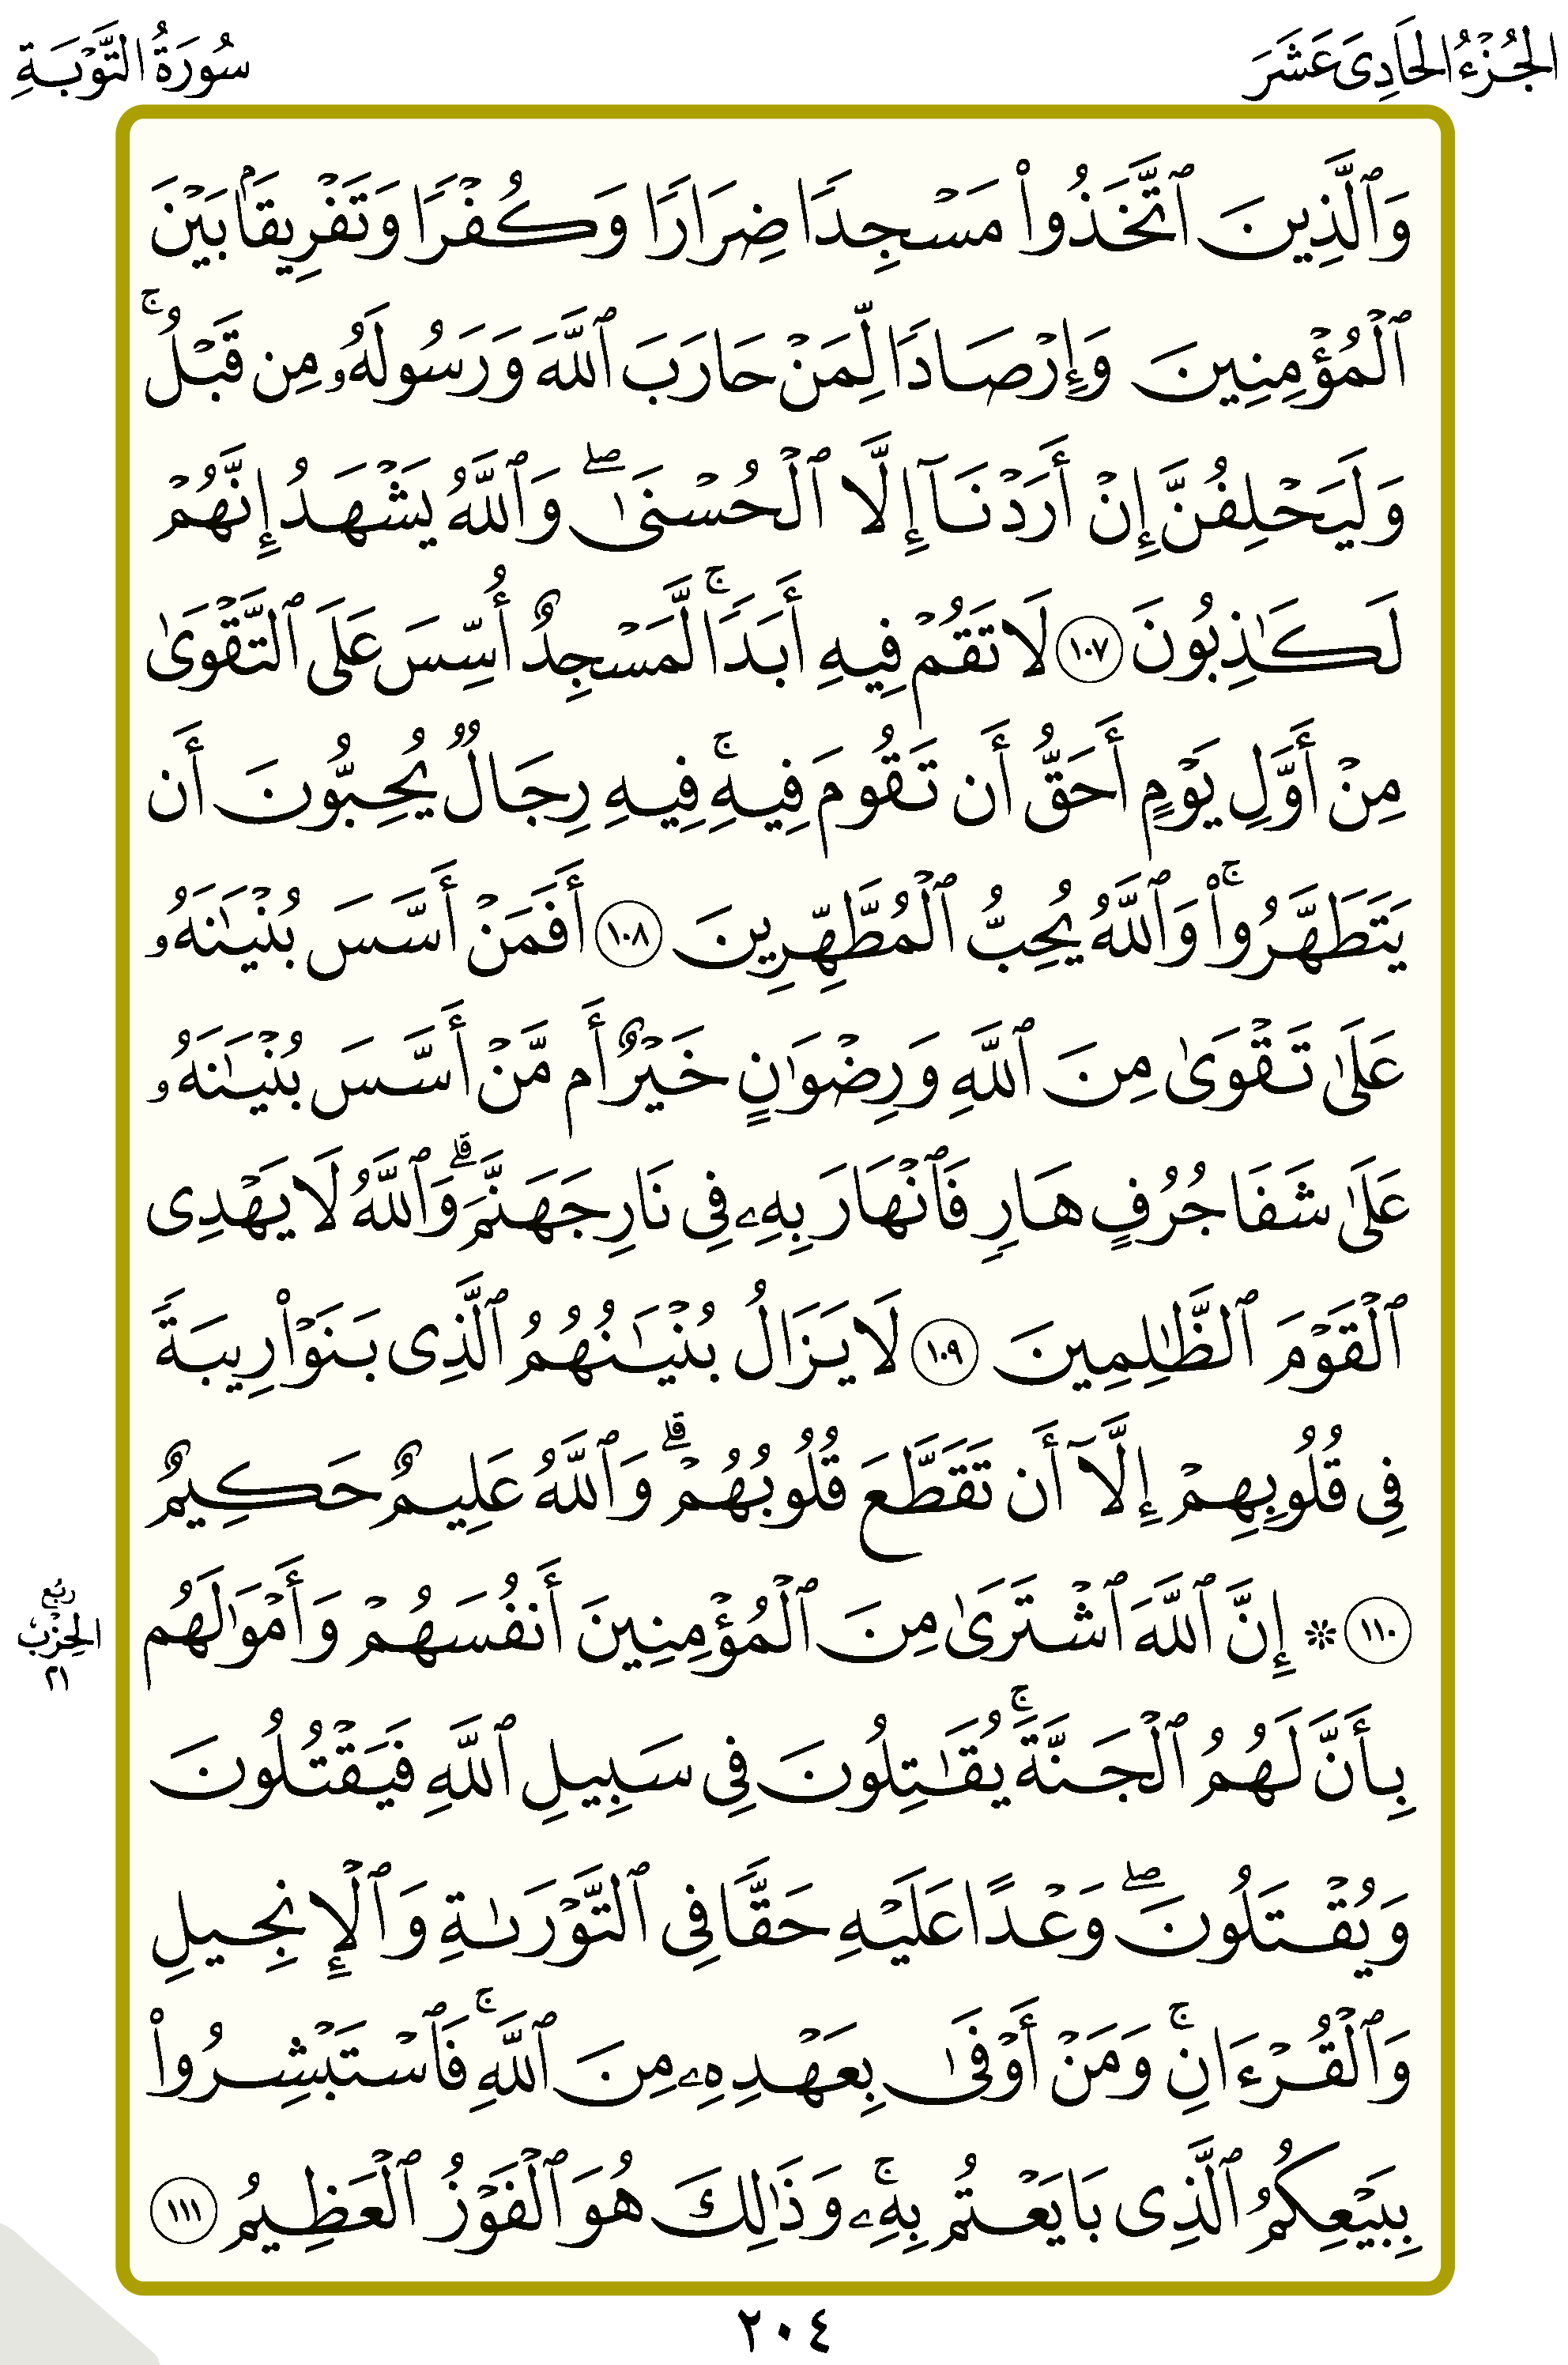 الجُزْءُ الحَادِيَ عَشَرَ
سُورَةُ التَّوْبَةِ
وَٱلَّذِينَ ٱتَّخَذُوا۟ مَسْجِدًا ضِرَارًا وَكُفْرًا وَتَفْرِيقًۢا بَيْنَ
ٱلْمُؤْمِنِينَ وَإِرْصَادًا لِّمَنْ حَارَبَ ٱللَّهَ وَرَسُولَهُۥ مِن قَبْلُ ۚ
وَلَيَحْلِفُنَّ إِنْ أَرَدْنَآ إِلَّا ٱلْحُسْنَىٰ ۖ وَٱللَّهُ يَشْهَدُ إِنَّهُمْ
لَكَـٰذِبُونَ ١٠٧ لَا تَقُمْ فِيهِ أَبَدًا ۚ لَّمَسْجِدٌ أُسِّسَ عَلَى ٱلتَّقْوَىٰ
مِنْ أَوَّلِ يَوْمٍ أَحَقُّ أَن تَقُومَ فِيهِ ۚ فِيهِ رِجَالٌ يُحِبُّونَ أَن
يَتَطَهَّرُوا۟ ۚ وَٱللَّهُ يُحِبُّ ٱلْمُطَّهِّرِينَ ١٠٨ أَفَمَنْ أَسَّسَ بُنْيَـٰنَهُۥ
عَلَىٰ تَقْوَىٰ مِنَ ٱللَّهِ وَرِضْوَٰنٍ خَيْرٌ أَم مَّنْ أَسَّسَ بُنْيَـٰنَهُۥ
عَلَىٰ شَفَا جُرُفٍ هَارٍ فَٱنْهَارَ بِهِۦ فِى نَارِ جَهَنَّمَ ۗ وَٱللَّهُ لَا يَهْدِى
ٱلْقَوْمَ ٱلظَّـٰلِمِينَ ١٠٩ لَا يَزَالُ بُنْيَـٰنُهُمُ ٱلَّذِى بَنَوْا۟ رِيبَةً
فِى قُلُوبِهِمْ إِلَّآ أَن تَقَطَّعَ قُلُوبُهُمْ ۗ وَٱللَّهُ عَلِيمٌ حَكِيمٌ
١١٠ ۞ إِنَّ ٱللَّهَ ٱشْتَرَىٰ مِنَ ٱلْمُؤْمِنِينَ أَنفُسَهُمْ وَأَمْوَٰلَهُم
ربع
الحزب
٢١
بِأَنَّ لَهُمُ ٱلْجَنَّةَ ۚ يُقَـٰتِلُونَ فِى سَبِيلِ ٱللَّهِ فَيَقْتُلُونَ
وَيُقْتَلُونَ ۖ وَعْدًا عَلَيْهِ حَقًّا فِى ٱلتَّوْرَىٰةِ وَٱلْإِنجِيلِ
وَٱلْقُرْءَانِ ۚ وَمَنْ أَوْفَىٰ بِعَهْدِهِۦ مِنَ ٱللَّهِ ۚ فَٱسْتَبْشِرُوا۟
بِبَيْعِكُمُ ٱلَّذِى بَايَعْتُم بِهِۦ ۚ وَذَٰلِكَ هُوَ ٱلْفَوْزُ ٱلْعَظِيمُ ١١١
٢٠٤